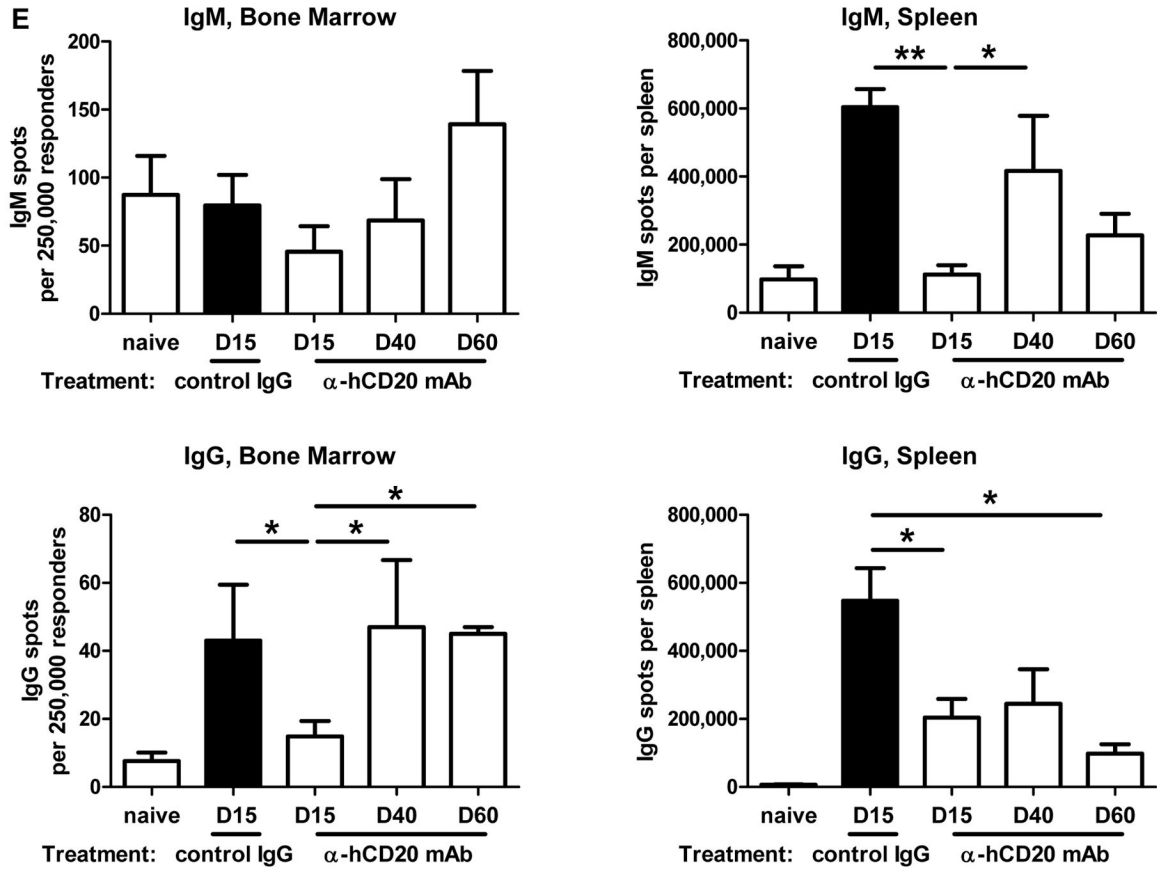 E
IgM, Bone Marrow
IgM spots
per 250,000 responders
200
150
100
50
0
naive D15 D15 D40 D60
Treatment: control IgG α-hCD20 mAb
IgM, Spleen
IgM spots per spleen
800,000
600,000
400,000
200,000
0
** *
naive D15 D15 D40 D60
Treatment: control IgG α-hCD20 mAb
IgG, Bone Marrow
IgG spots
per 250,000 responders
80
60
40
20
0
*
* *
naive D15 D15 D40 D60
Treatment: control IgG α-hCD20 mAb
IgG, Spleen
IgG spots per spleen
800,000
600,000
400,000
200,000
0
*
*
naive D15 D15 D40 D60
Treatment: control IgG α-hCD20 mAb